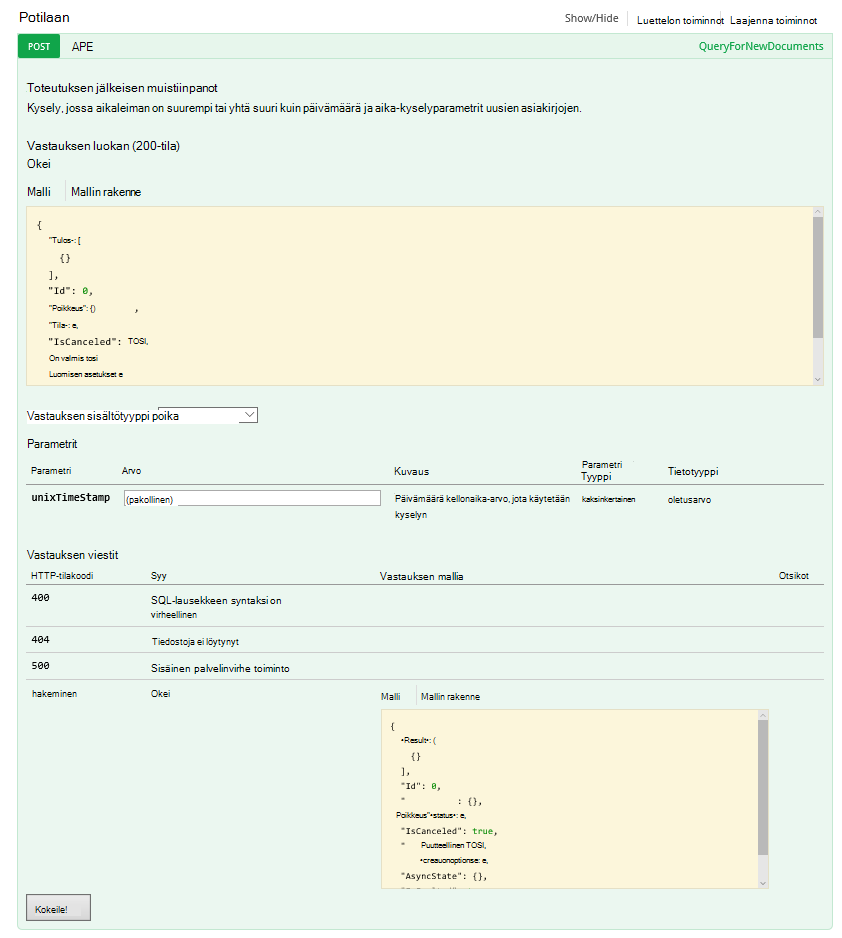 Potilaan
Show/Hide Luettelon toiminnot Laajenna toiminnot
POST APE QueryForNewDocuments
Toteutuksen jälkeisen muistiinpanot
Kysely, jossa aikaleiman on suurempi tai yhtä suuri kuin päivämäärä ja aika-kyselyparametrit uusien asiakirjojen.
Vastauksen luokan (200-tila)
Okei
Malli Mallin rakenne
{
"Tulos-: [
{}
],
"Id": 0,
"Poikkeus": {} ,
"Tila-: e,
"IsCanceled": TOSI,
On valmis tosi
Luomisen asetukset e
Vastauksen sisältötyyppi poika
Parametrit
Parametri Arvo Kuvaus Parametri Tyyppi Tietotyyppi
unixTimeStamp (pakollinen) Päivämäärä kellonaika-arvo, jota käytetään kaksinkertainen oletusarvo
kyselyn
Vastauksen viestit
HTTP-tilakoodi Syy Vastauksen mallia Otsikot
400 SQL-lausekkeen syntaksi on
virheellinen
404 Tiedostoja ei löytynyt
500 Sisäinen palvelinvirhe toiminto
hakeminen Okei Malli Mallin rakenne
{
•Result•: (
{}
],
"Id": 0,
" : {},
Poikkeus"•status•: e,
"IsCanceled": true,
" Puutteellinen TOSI,
•creauonoptionse: e,
"AsyncState": {},
Kokeile!